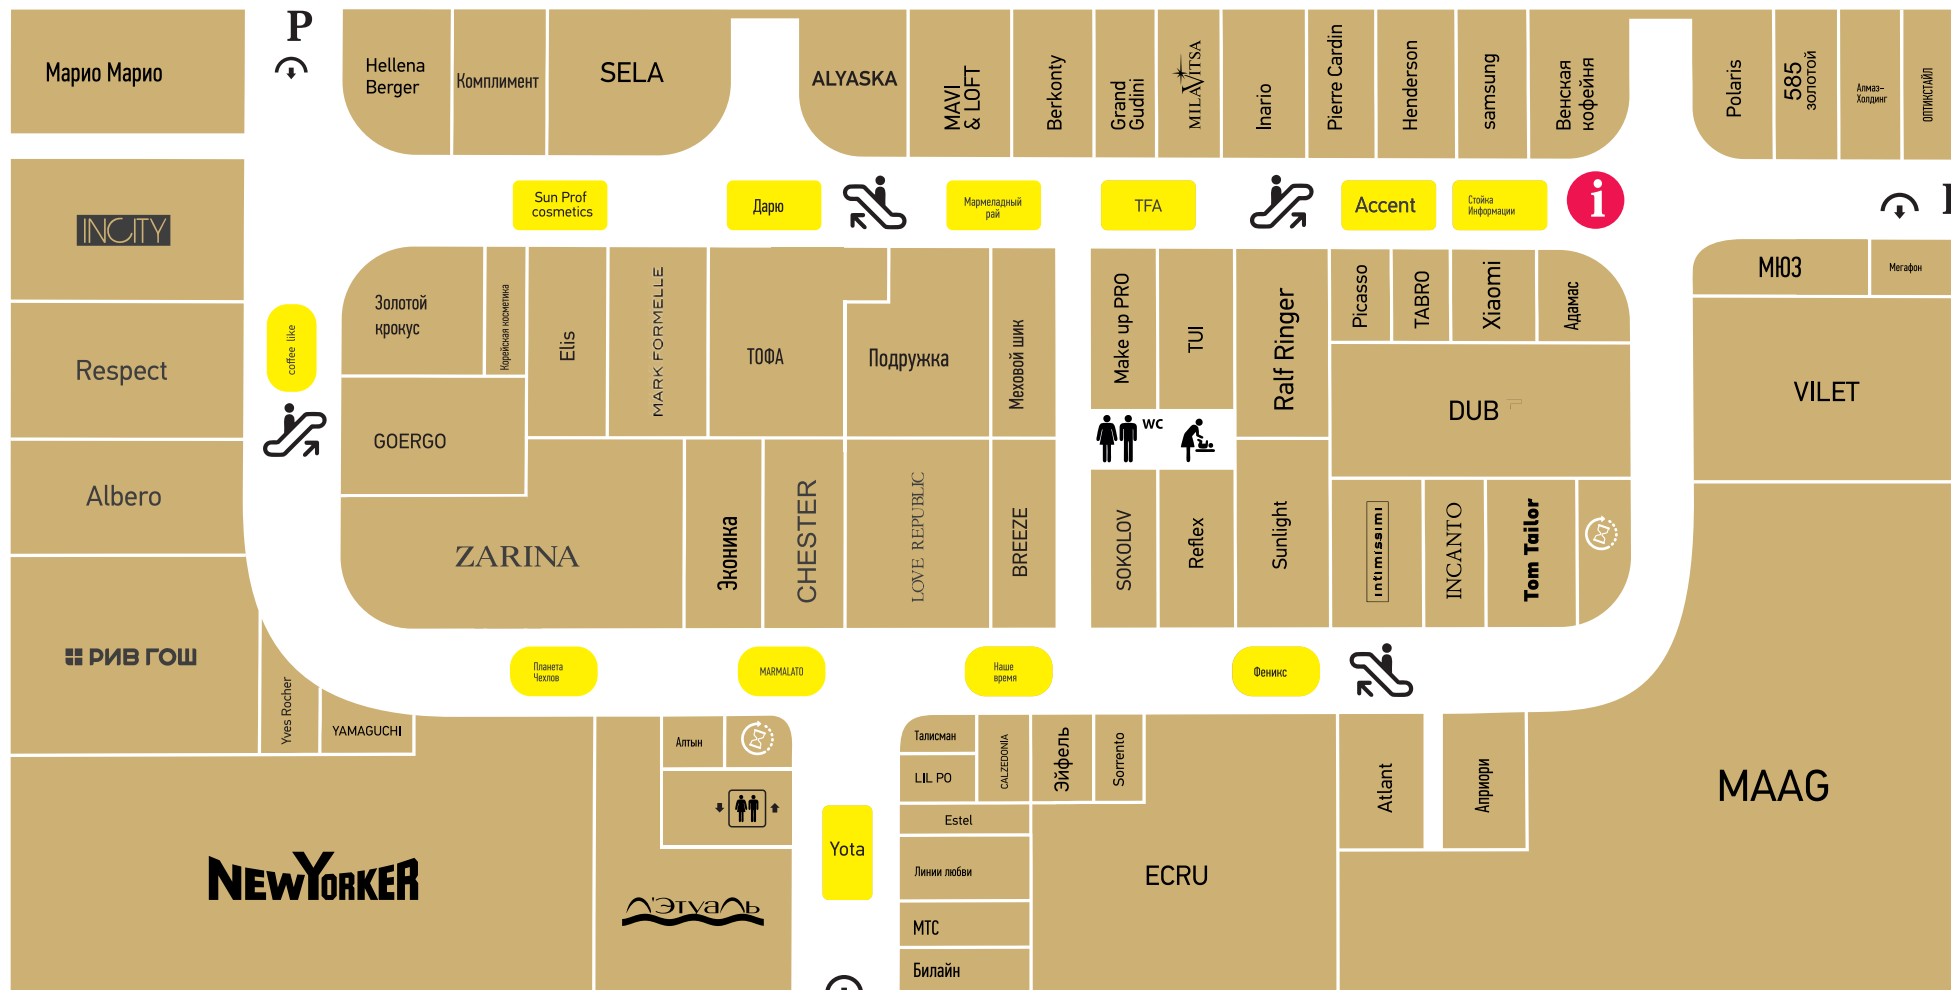 P
Марио Марио
Hellena
Berger
Комплимент
SELA
ALYASKA
MAVI
& LOFT
Berkonty
Grand
Gudini
MILAVITSA
Inario
Pierre Cardin
Henderson
samsung
Венская
кофейня
Polaris
585
золотой
Алмаз-
Холдинг
ОПТИКСТАЙЛ
Sun Prof
cosmetics
Дарю
Мармеладный
рай
TFA
Accent
Стойка
Информации
i
INCITY
Respect
Albero
coffee like
Золотой
крокус
Корейская косметика
Elis
MARK FORMELLE
ТОФА
Подружка
Меховой шик
Make up PRO
TUI
Ralf Ringer
Picasso
TABRO
Xiaomi
Адамас
МЮЗ
Мегафон
VILET
GOERGO
WC
DUB
ZARINA
Эконика
CHESTER
LOVE REPUBLIC
BREEZE
SOKOLOV
Reflex
Sunlight
intimissimi
INCANTO
Tom Tailor
РИВ ГОШ
Yves Rocher
YAMAGUCHI
Планета
Чехлов
MARMALATO
Наше
время
Феникс
Алтын
Талисман
LIL PO
CALZEDONIA
Эйфель
Sorrento
Atlant
Априори
MAAG
NEWYORKER
Л'Этуаль
Yota
Estel
Линии любви
МТС
Билайн
ECRU